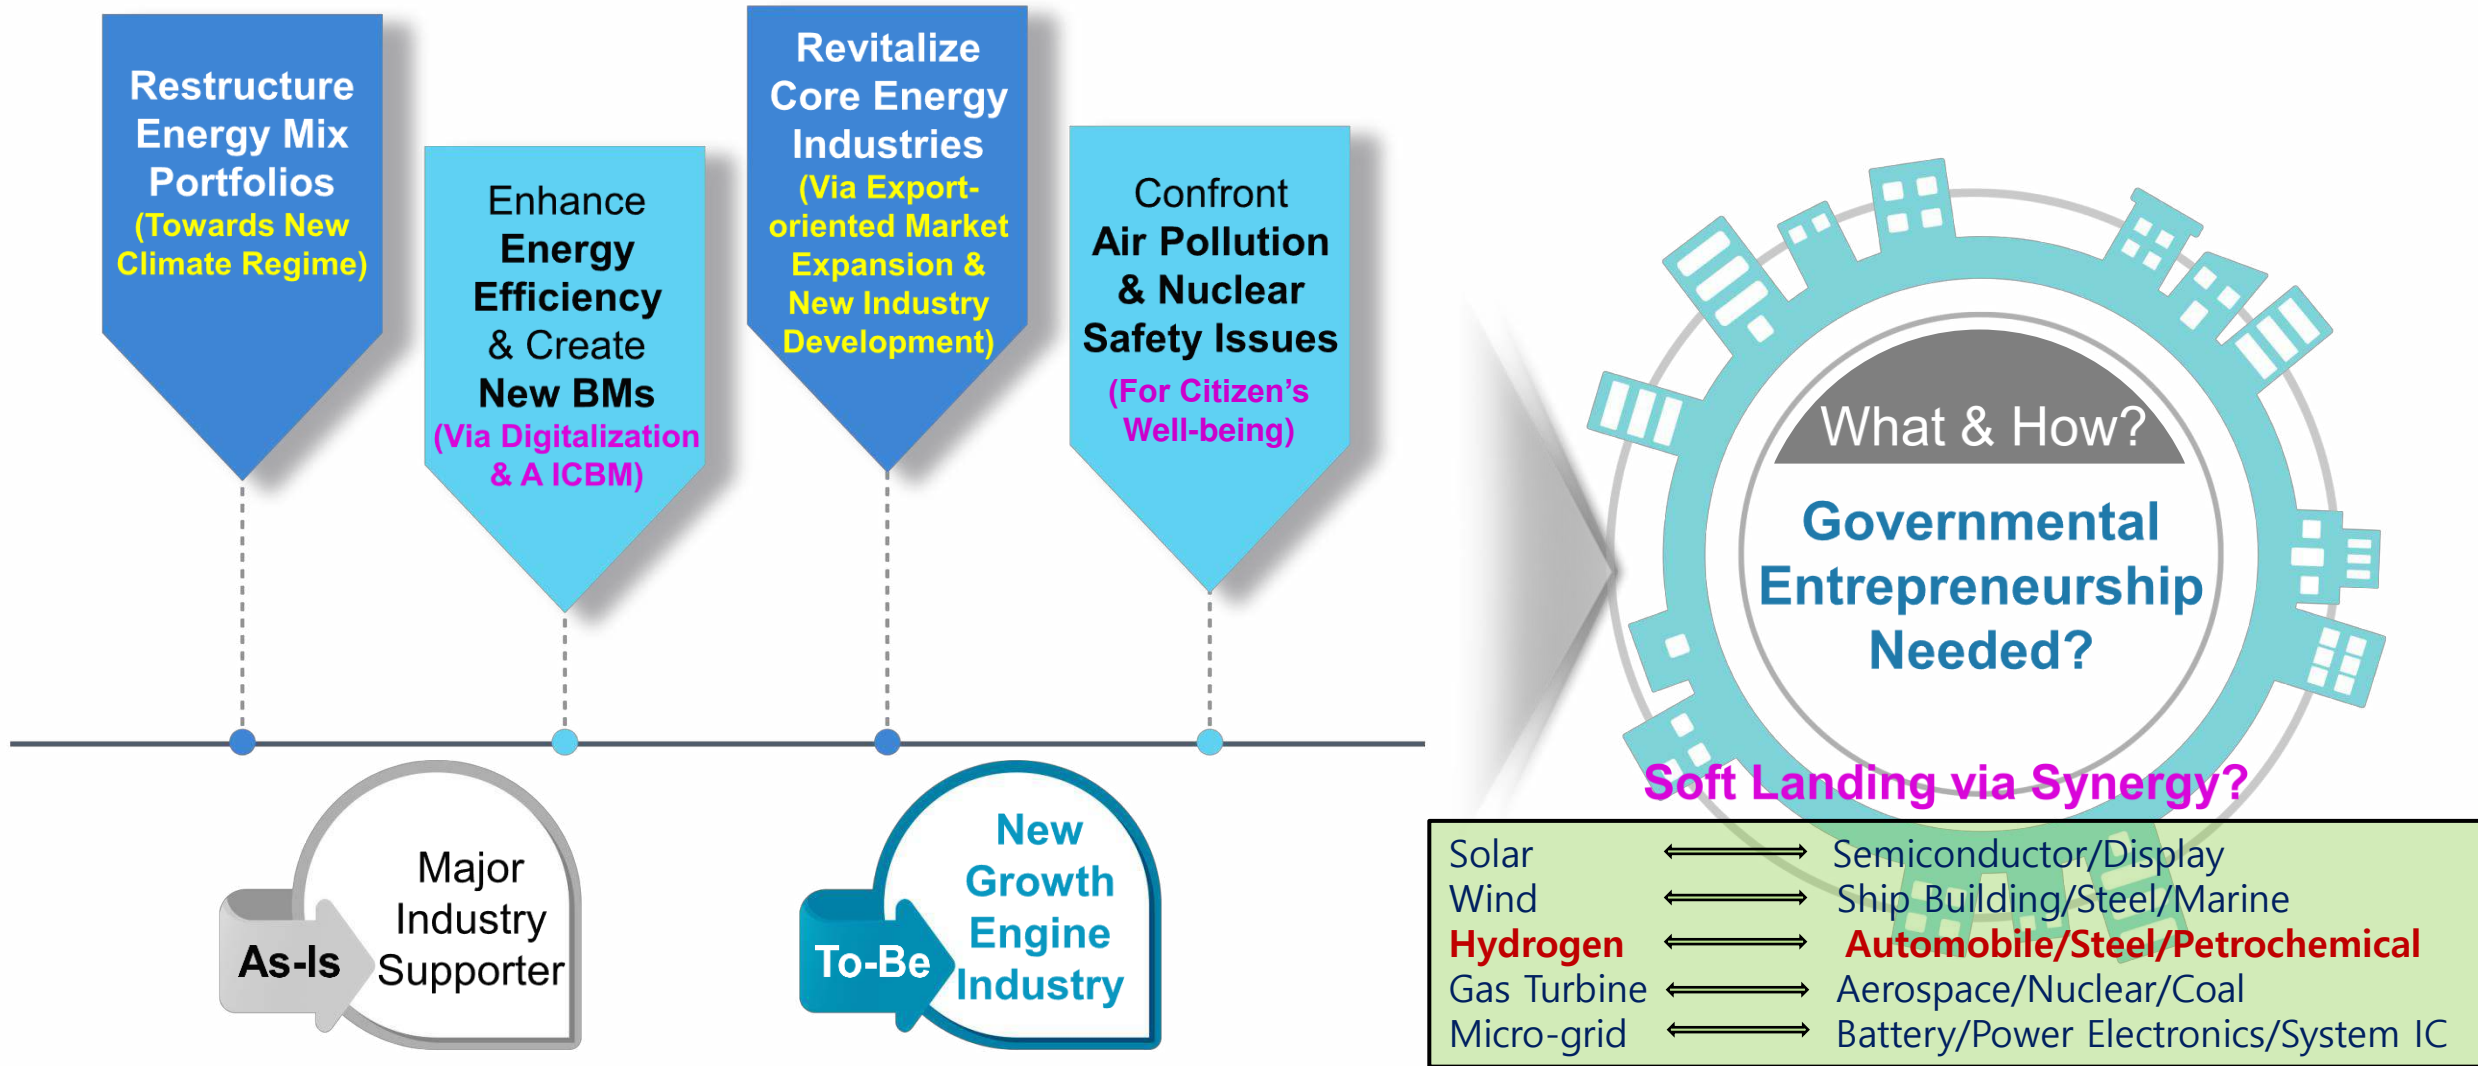 Restructure
Energy Mix
Portfolios
(Towards New
Climate Regime)
Enhance
Energy
Efficiency
& Create
New BMs
(Via Digitalization
& A ICBM)
Revitalize
Core Energy
Industries
(Via Export-
oriented Market
Expansion &
New Industry
Development)
Confront
Air Pollution
& Nuclear
Safety Issues
(For Citizen’s
Well-being)
As-Is
Major
Industry
Supporter
To-Be
New
Growth
Engine
Industry
What & How?
Governmental
Entrepreneurship
Needed?
Soft Landing via Synergy?
Solar ⟺ Semiconductor/Display
Wind ⟺ Ship Building/Steel/Marine
Hydrogen ⟺ Automobile/Steel/Petrochemical
Gas Turbine ⟺ Aerospace/Nuclear/Coal
Micro-grid ⟺ Battery/Power Electronics/System IC